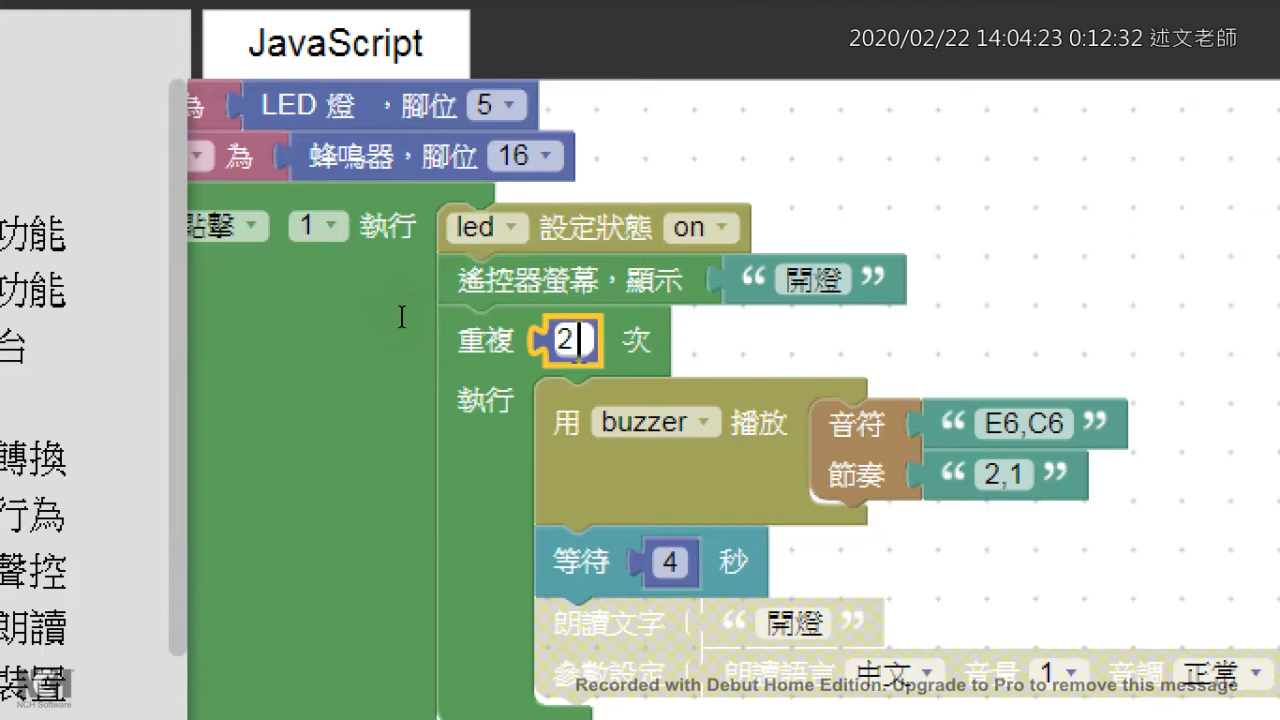 JavaScript
2020/02/22 14:04:23 0:12:32 述文老師
為 LED 燈 ，腳位 5
為 蜂鳴器，腳位 16
點擊 1 執行 led 設定狀態 on
功能
遙控器螢幕，顯示 “ 開燈 ”
功能
重複 2 次
台
執行 用 buzzer 播放 音符 “ E6,C6 ”
轉換
節奏 “ 2,1 ”
行為
等待 4 秒
聲控
朗讀文字 “ 開燈 ”
朗讀
參數設定 朗讀語言 中文 音量 1 音調 正常
裝置
Recorded with Debut Home Edition. Upgrade to Pro to remove this message
NCH
NCH Software